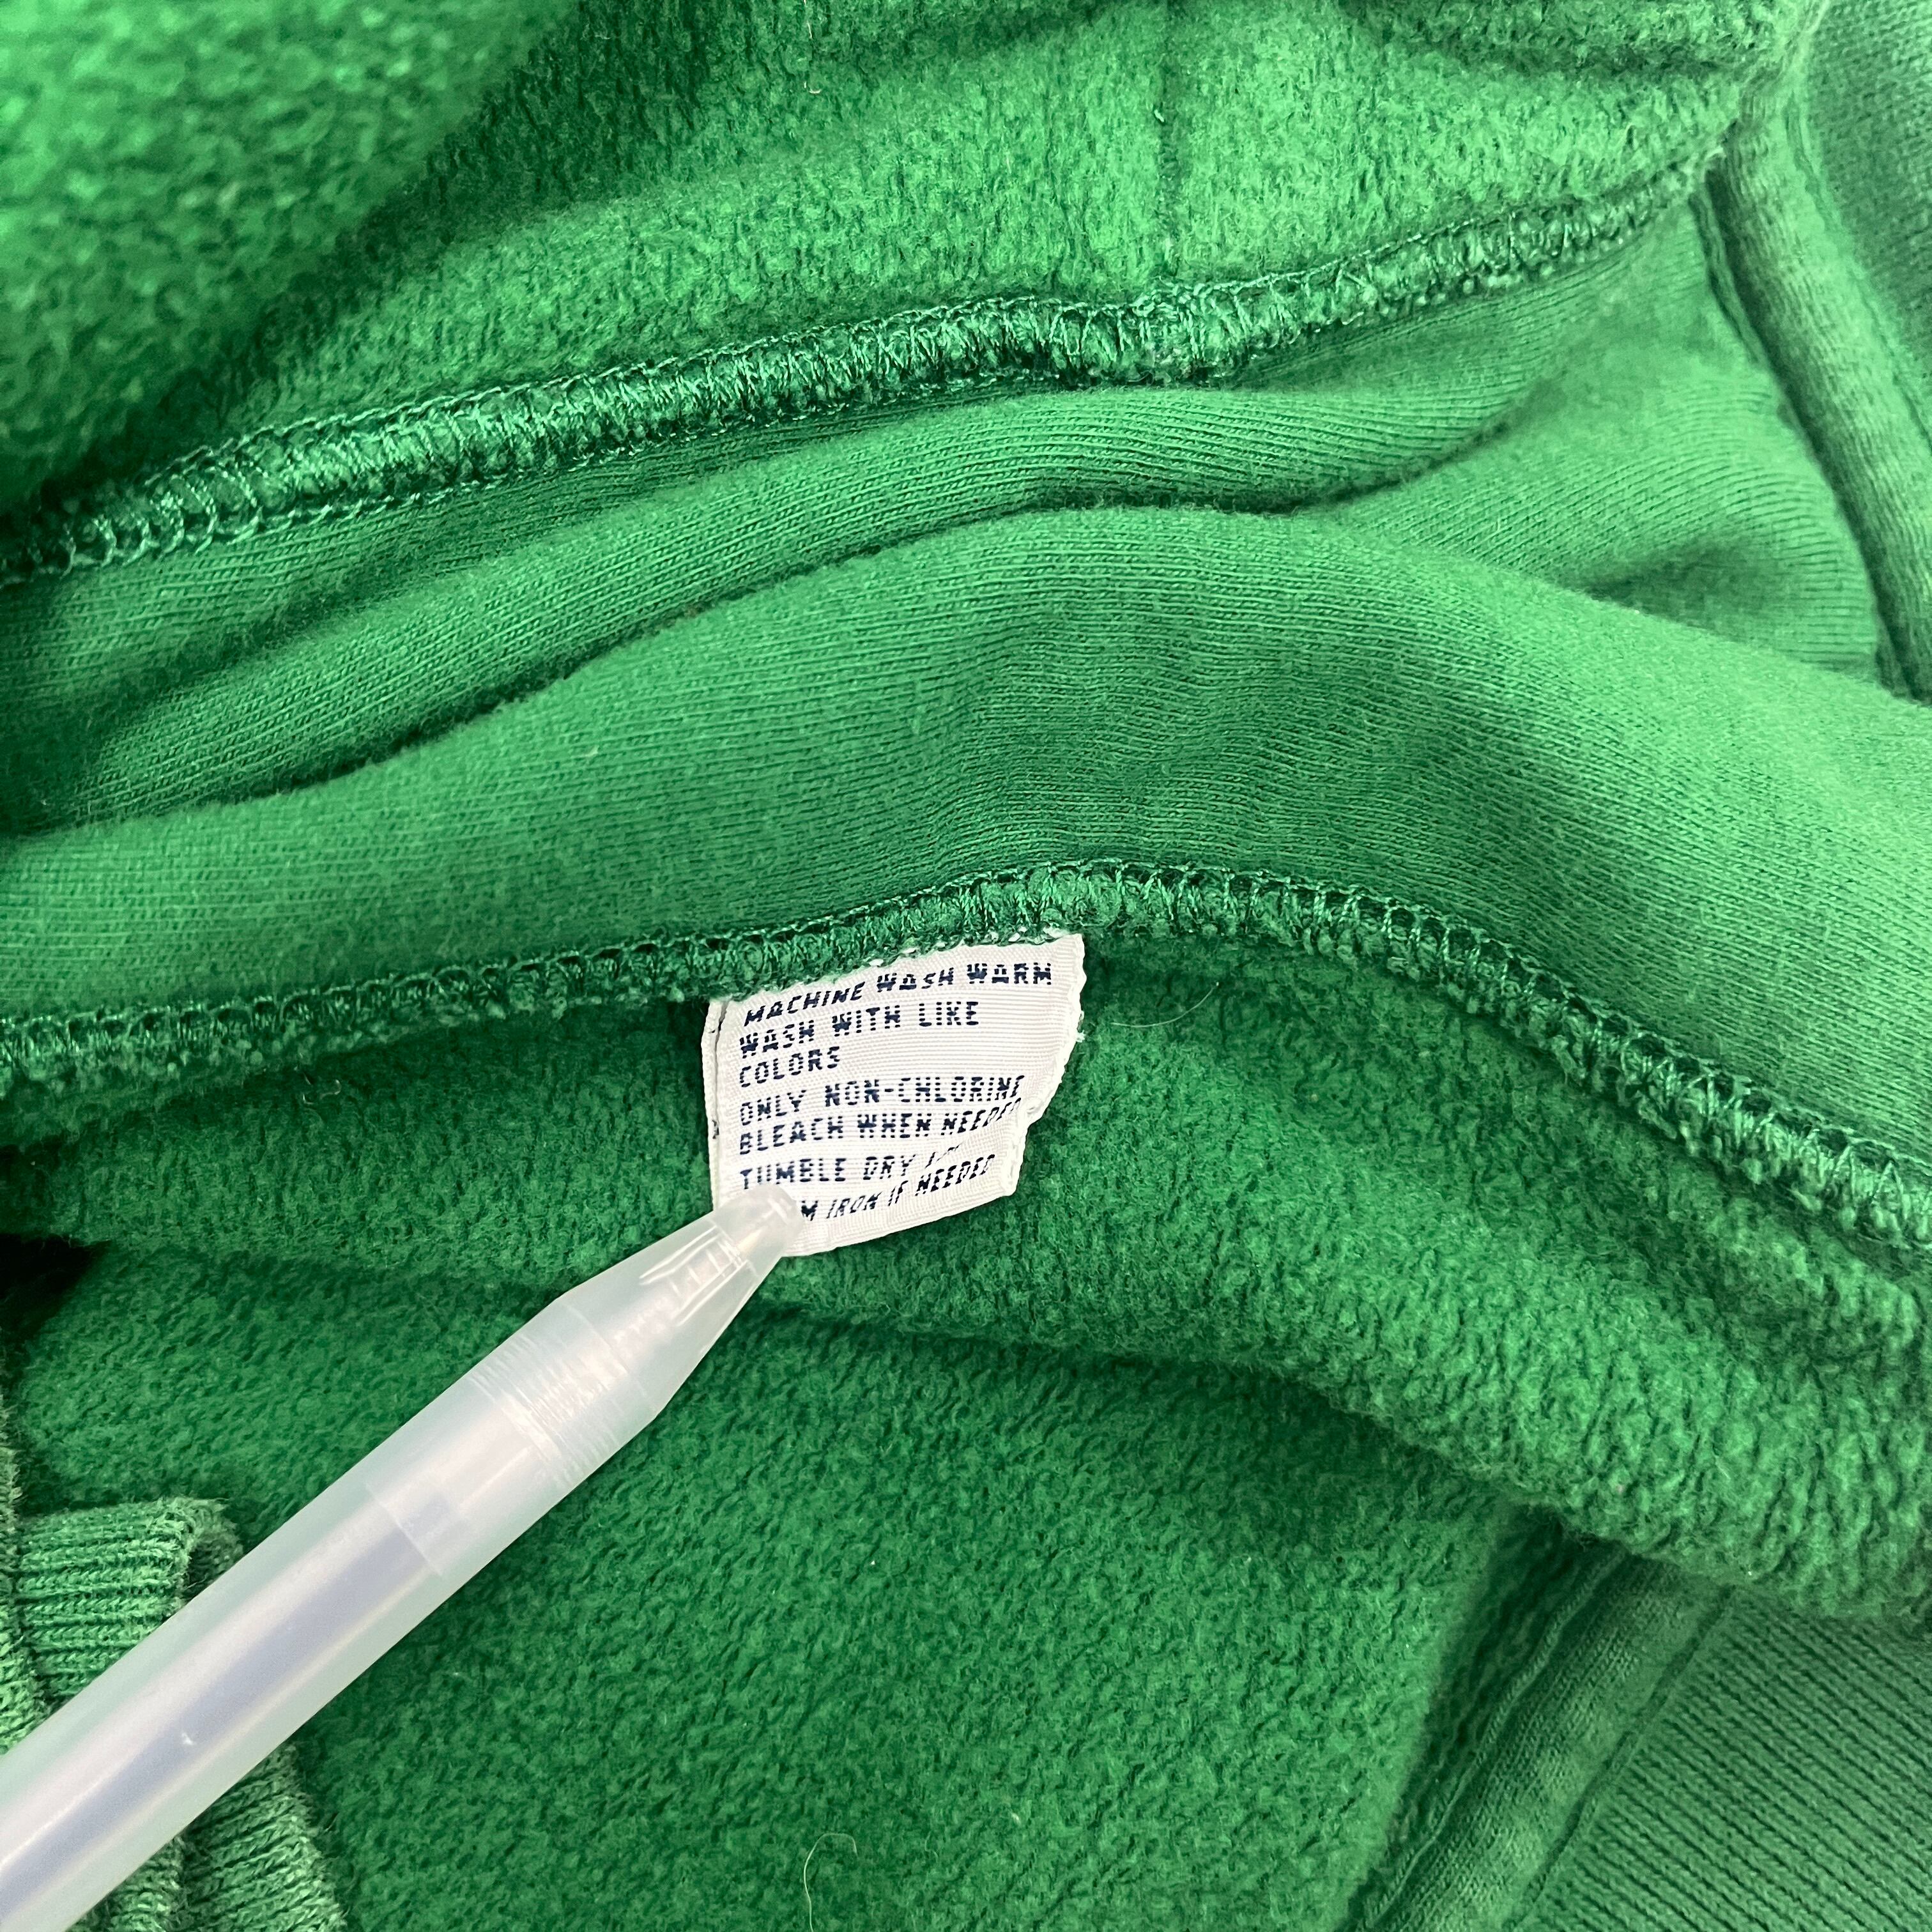 MACHINE WASH WARM
WASH WITH LIKE
COLORS
ONLY NON-CHLORINE
BLEACH WHEN NEEDED
TUMBLE DRY
IRON IF NEEDED